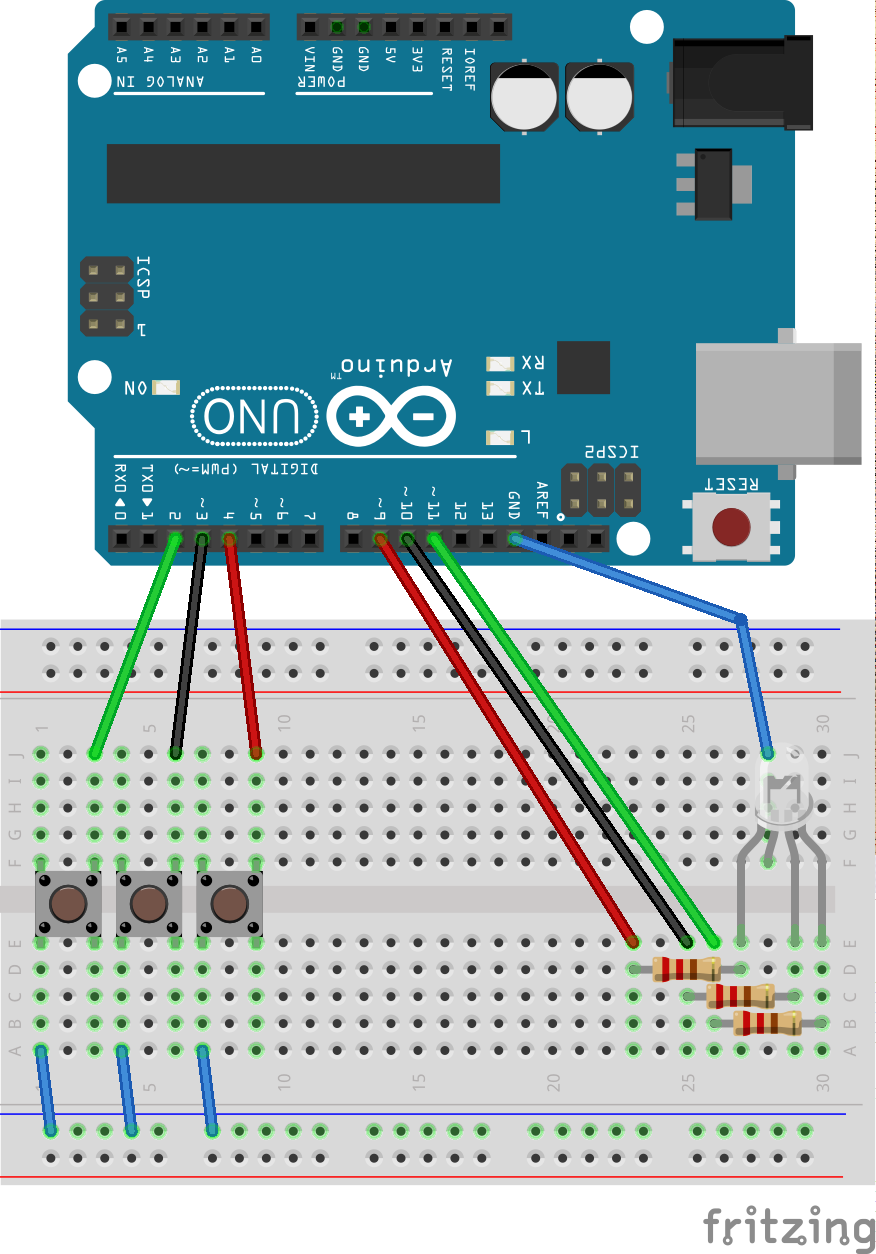 A5 A4 A3 A2 A1 A0
VIN GND GND 5V 3V3 RESET IOREF
ANALOG IN
POWER
ICSP
1
Arduino
TM
RX
TX
ON
UNO
L
DIGITAL (PWM=~)
ICSP2
RESET
RX0◀0 TX0▶1 2 ~3 4 ~5 ~6 7
8 ~9 ~10 ~11 12 13 GND AREF
1 5 10 15 20 25 30
J J
I I
H H
G G
F F
E E
D D
C C
B B
A A
1 5 10 15 20 25 30
fritzing